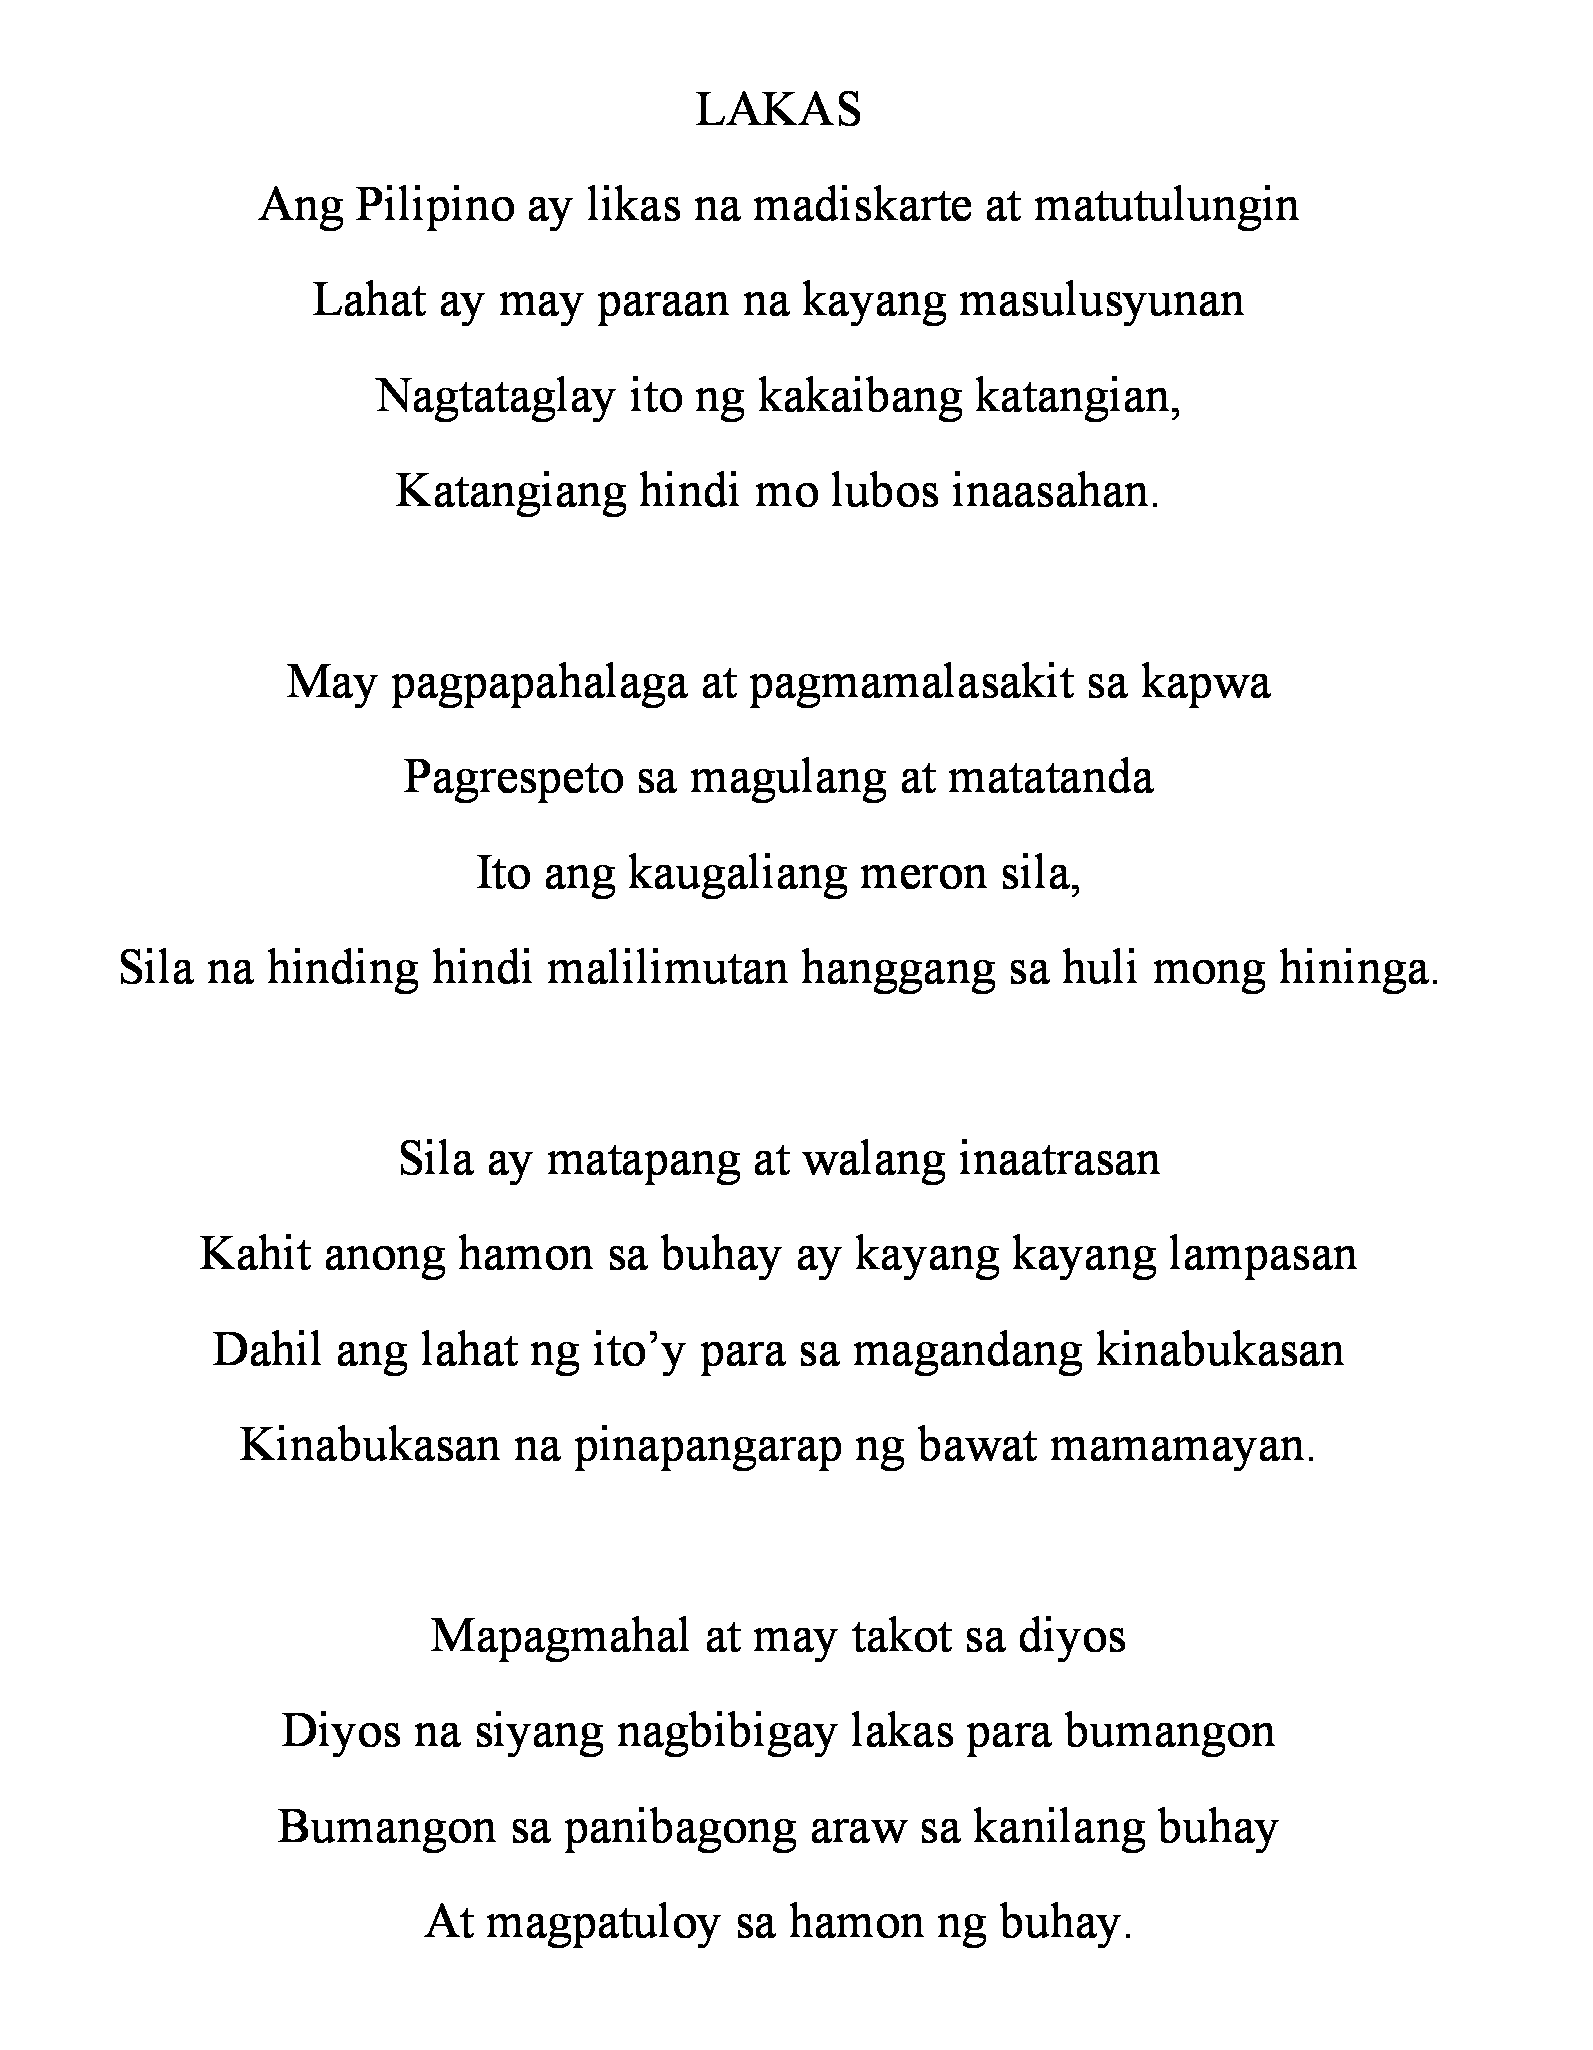 LAKAS
Ang Pilipino ay likas na madiskarte at matutulungin
Lahat ay may paraan na kayang masulusyunan
Nagtataglay ito ng kakaibang katangian,
Katangiang hindi mo lubos inaasahan.
May pagpapahalaga at pagmamalasakit sa kapwa
Pagrespeto sa magulang at matatanda
Ito ang kaugaliang meron sila,
Sila na hinding hindi malilimutan hanggang sa huli mong hininga.
Sila ay matapang at walang inaatrasan
Kahit anong hamon sa buhay ay kayang kayang lampasan
Dahil ang lahat ng ito’y para sa magandang kinabukasan
Kinabukasan na pinapangarap ng bawat mamamayan.
Mapagmahal at may takot sa diyos
Diyos na siyang nagbibigay lakas para bumangon
Bumangon sa panibagong araw sa kanilang buhay
At magpatuloy sa hamon ng buhay.